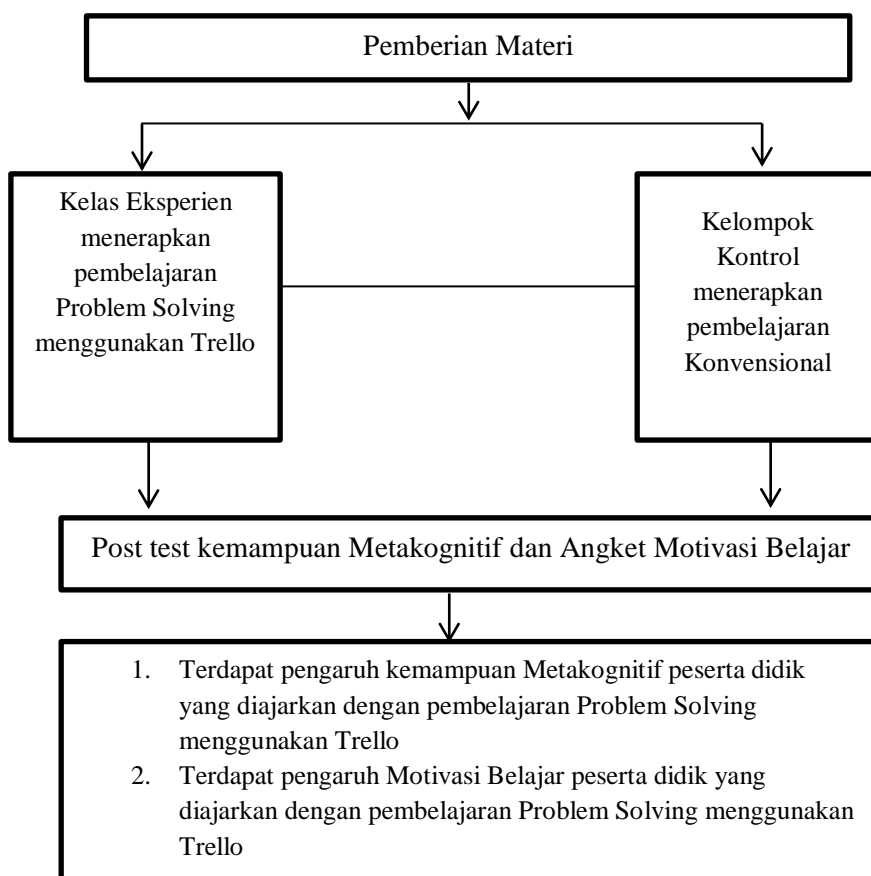 Pemberian Materi
Kelas Eksperien
menerapkan
pembelajaran
Problem Solving
menggunakan Trello
Kelompok
Kontrol
menerapkan
pembelajaran
Konvensional
Post test kemampuan Metakognitif dan Angket Motivasi Belajar
1. Terdapat pengaruh kemampuan Metakognitif peserta didik
yang diajarkan dengan pembelajaran Problem Solving
menggunakan Trello
2. Terdapat pengaruh Motivasi Belajar peserta didik yang
diajarkan dengan pembelajaran Problem Solving menggunakan
Trello